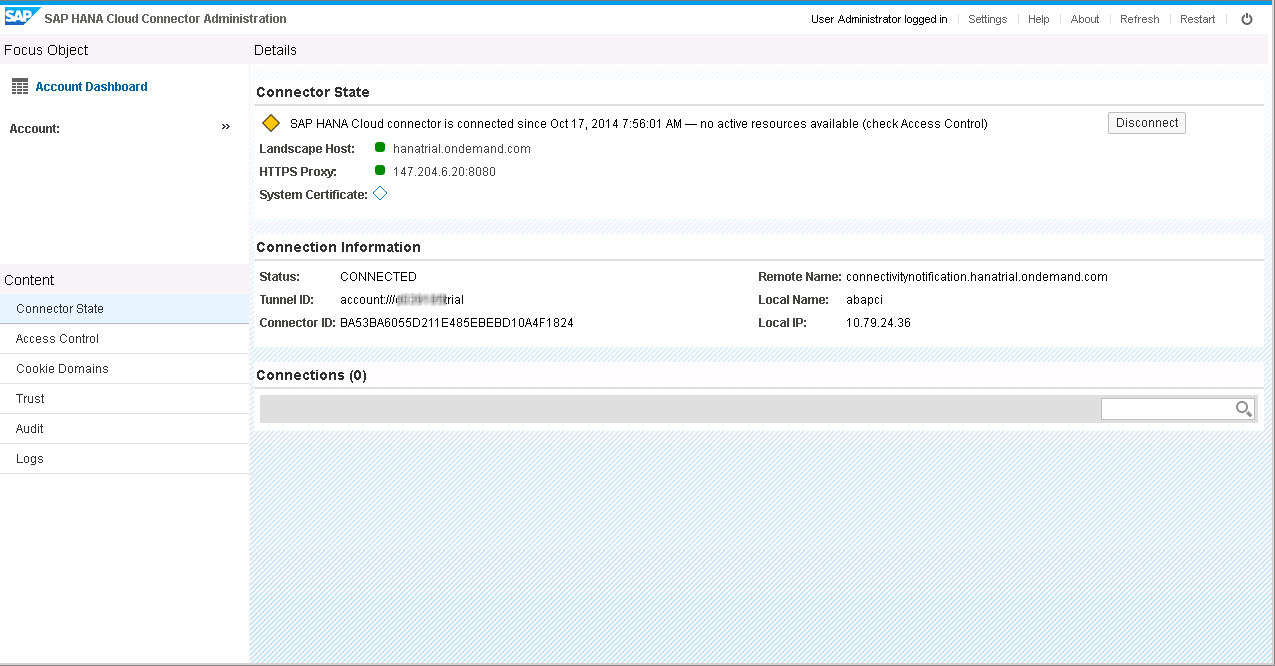 SAP SAP HANA Cloud Connector Administration
User Administrator logged in Settings Help About Refresh Restart
Focus Object
Details
Account Dashboard
Account: »
Content
Connector State
Access Control
Cookie Domains
Trust
Audit
Logs
Connector State
SAP HANA Cloud connector is connected since Oct 17, 2014 7:56:01 AM — no active resources available (check Access Control)
Disconnect
Landscape Host: hanatrial.ondemand.com
HTTPS Proxy: 147.204.6.20:8080
System Certificate:
Connection Information
Status: CONNECTED
Remote Name: connectivitynotification.hanatrial.ondemand.com
Tunnel ID: account:/// trial
Local Name: abapci
Connector ID: BA53BA6055D211E485EBEBD10A4F1824
Local IP: 10.79.24.36
Connections (0)